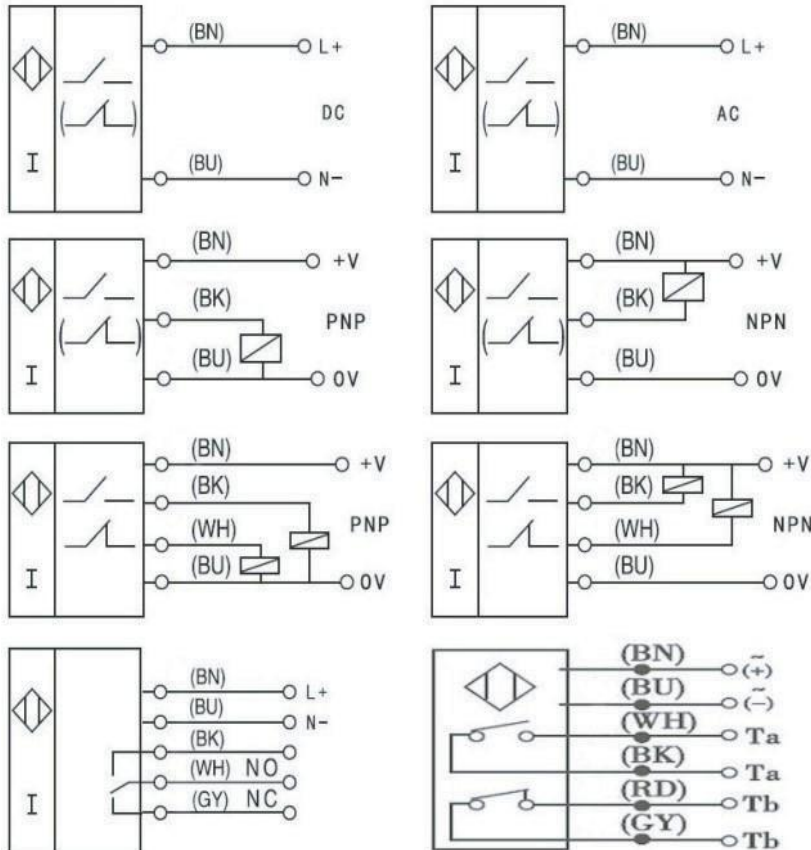 (BN) L+
DC
I
(BU) N-
(BN) L+
AC
I
(BU) N-
(BN) +V
(BK) PNP
I
(BU) 0V
(BN) +V
(BK) NPN
I
(BU) 0V
(BN) +V
(BK)
PNP
(WH)
I
(BU) 0V
(BN) +V
(BK)
NPN
(WH)
I
(BU) 0V
(BN) L+
(BU) N-
(BK)
(WH) NO
I
(GY) NC
(BN) ~(+)
(BU) ~(-)
(WH) Ta
(BK) Ta
(RD) Tb
(GY) Tb